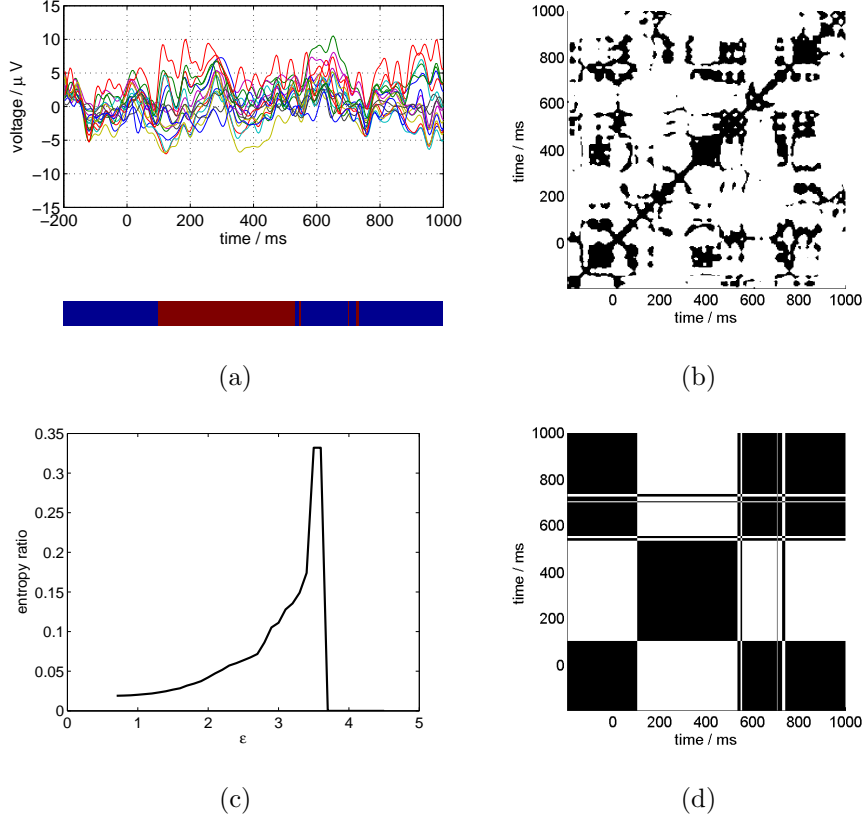 15
10
5
0
−5
−10
−15
−200 0 200 400 600 800 1000
voltage / μ V
time / ms
(a)
1000
800
600
400
200
0
0 200 400 600 800 1000
time / ms
time / ms
(b)
0.35
0.3
0.25
0.2
0.15
0.1
0.05
0
0 1 2 3 4 5
entropy ratio
ε
(c)
1000
800
600
400
200
0
0 200 400 600 800 1000
time / ms
time / ms
(d)